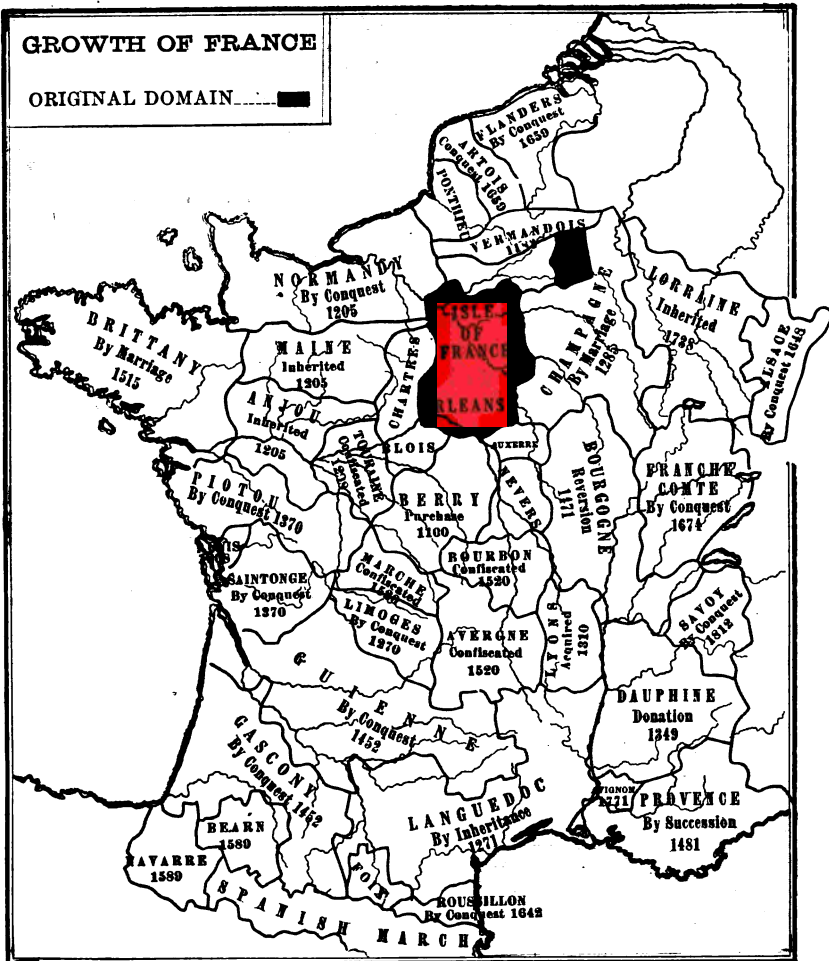 GROWTH OF FRANCE
ORIGINAL DOMAIN
FLANDERS
By Conquest
1659
ARTOIS
Conquest 1659
PONTHIEU
VERMANDOIS
NORMANDY
By Conquest
1205
ISLE
OF
FRANCE
RLEANS
CHAMPAGNE
By Marriage
1285
LORRAINE
Inherited
1738
ALSACE
By Conquest 1648
BRITTANY
By Marriage
1515
MAINE
Inherited
1205
CHARTRES
ANJOU
Inherited
1205
TOURAINE
Confiscated
BLOIS
AUXERRE
NEVERS
BOURGOGNE
Reversion
1471
FRANCHE
COMTE
By Conquest
1674
PIOTOU
By Conquest 1370
BERRY
Purchase
1100
SAINTONGE
By Conquest
1370
MARCHE
Confiscated
BOURBON
Confiscated
1520
LIMOGES
By Conquest
1370
AVERGNE
Confiscated
1520
LYONS
Acquired
1310
SAVOY
By Conquest
1812
GUIENNE
By Conquest
1452
DAUPHINE
Donation
1349
GASCONY
By Conquest 1452
LANGUEDOC
By Inheritance
1271
VIGNON
1771
PROVENCE
By Succession
1481
BEARN
1589
NAVARRE
1589
FOIX
ROUSSILLON
By Conquest 1642
SPANISH MARCH